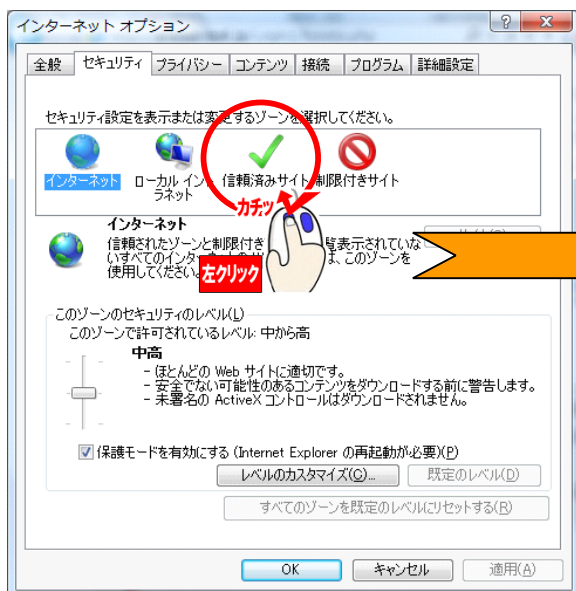 インターネット オプション
全般 セキュリティ プライバシー コンテンツ 接続 プログラム 詳細設定
セキュリティ設定を表示または変更するゾーンを選択してください。
インターネット
ローカル イント
ラネット
信頼済みサイト
制限付きサイト
カチッ
インターネット
信頼されたゾーンと制限付き
覧表示されていな
いすべての
このゾーンを
使用してください
左クリック
このゾーンのセキュリティのレベル(L)
このゾーンで許可されているレベル: 中から高
中高
- ほとんどの Web サイトに適切です。
- 安全でない可能性のあるコンテンツをダウンロードする前に警告します。
- 未署名の ActiveX コントロールはダウンロードされません。
保護モードを有効にする (Internet Explorer の再起動が必要)(P)
レベルのカスタマイズ(C)... 既定のレベル(D)
すべてのゾーンを既定のレベルにリセットする(R)
OK キャンセル 適用(A)